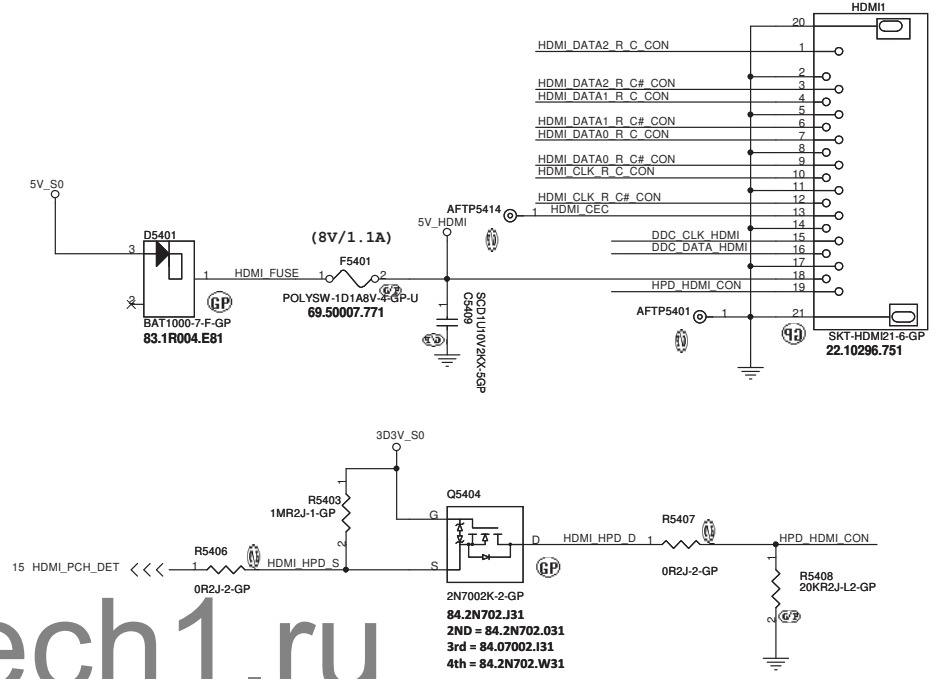 HDMI1
20
HDMI_DATA2_R_C_CON 1
2
HDMI_DATA2_R_C#_CON 3
HDMI_DATA1_R_C_CON 4
5
HDMI_DATA1_R_C#_CON 6
HDMI_DATA0_R_C_CON 7
8
HDMI_DATA0_R_C#_CON 9
HDMI_CLK_R_C_CON 10
11
HDMI_CLK_R_C#_CON 12
AFTP5414 1 HDMI_CEC 13
14
DDC_CLK_HDMI 15
DDC_DATA_HDMI 16
17
18
HPD_HDMI_CON 19
AFTP5401 1 21
SKT-HDMI21-6-GP
22.10296.751
GP
5V_S0
D5401
3
1
2
GP
BAT1000-7-F-GP
83.1R004.E81
HDMI_FUSE
(8V/1.1A)
F5401
1 2
POLYSW-1D1A8V-4-GP-U
69.50007.771
5V_HDMI
1
C5409
SCD1U10V2KX-5GP
3D3V_S0
1
R5403
1MR2J-1-GP
2
15 HDMI_PCH_DET
R5406
1
0R2J-2-GP
HDMI_HPD_S
Q5404
G
S
D
GP
2N7002K-2-GP
84.2N702.J31
2ND = 84.2N702.031
3rd = 84.07002.I31
4th = 84.2N702.W31
HDMI_HPD_D
R5407
1
0R2J-2-GP
HPD_HDMI_CON
1
R5408
20KR2J-L2-GP
2
ech1.ru